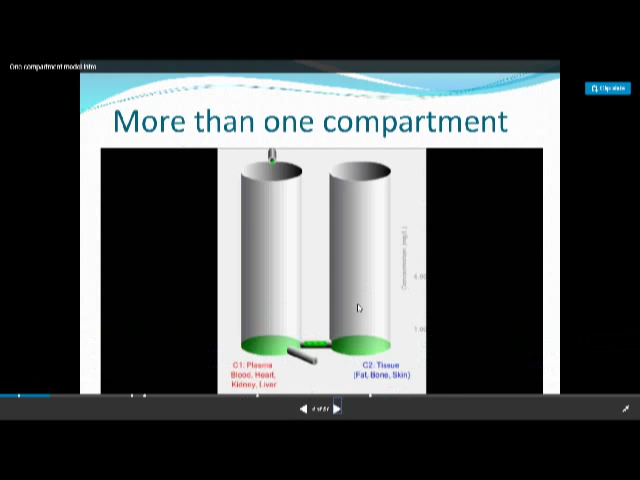 One compartment model intro
Clip slide
More than one compartment
Concentration (mg/L)
C1: Plasma
Blood, Heart,
Kidney, Liver
C2: Tissue
(Fat, Bone, Skin)